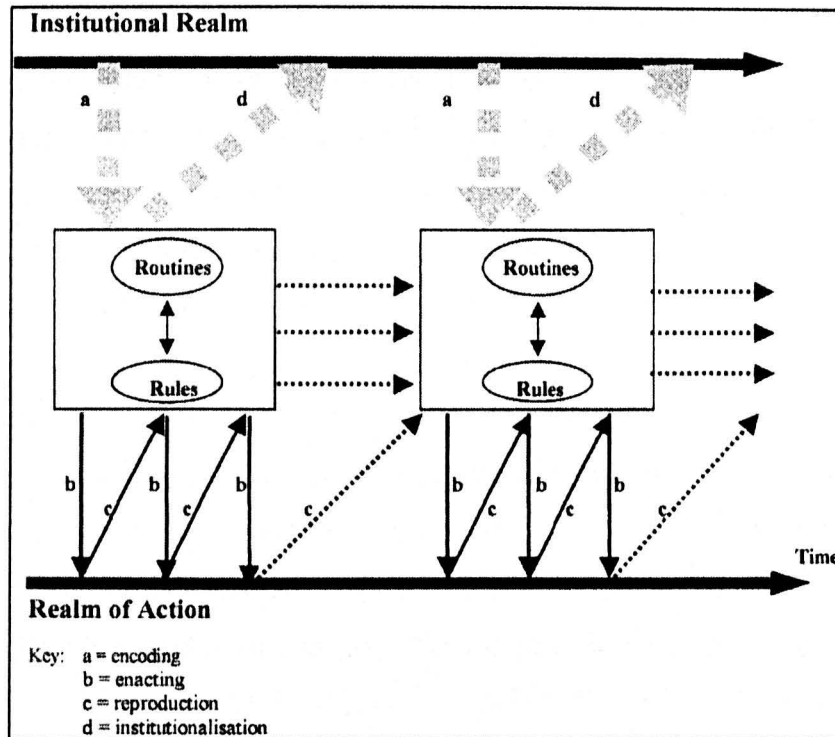 Institutional Realm
a d a d
Routines Routines
Rules Rules
b b b b b b
c c c c c c
Time
Realm of Action
Key: a = encoding
b = enacting
c = reproduction
d = institutionalisation